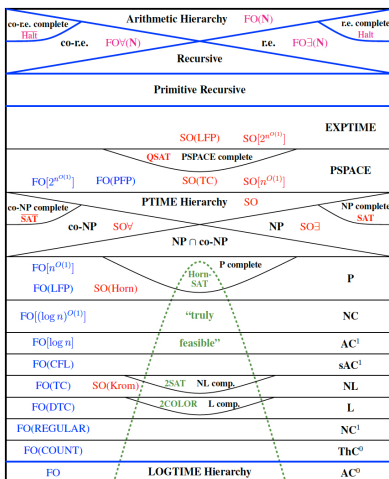 Arithmetic Hierarchy FO(N)
co-r.e. complete r.e. complete
Halt Halt
co-r.e. FO∀(N) r.e. FO∃(N)
Recursive
Primitive Recursive
EXPTIME
SO(LFP) SO[2^{n^{O(1)}}]
QSAT PSPACE complete
PSPACE
FO[2^{n^{O(1)}}] FO(PFP) SO(TC) SO[n^{O(1)}]
PTIME Hierarchy SO
co-NP complete NP complete
SAT SAT
co-NP SO∀ NP SO∃
NP ∩ co-NP
FO[n^{O(1)}] P complete
Horn-
SAT P
FO(LFP) SO(Horn)
FO[(log n)^{O(1)}] “truly NC
FO[log n] feasible” AC^1
FO(CFL) sAC^1
FO(TC) SO(Krom) 2SAT NL comp. NL
FO(DTC) 2COLOR L comp. L
FO(REGULAR) NC^1
FO(COUNT) ThC^0
FO LOGTIME Hierarchy AC^0